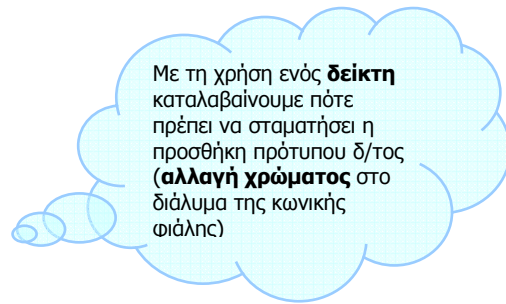 Με τη χρήση ενός δείκτη
καταλαβαίνουμε πότε
πρέπει να σταματήσει η
προσθήκη πρότυπου δ/τος
(αλλαγή χρώματος στο
διάλυμα της κωνικής
φιάλης)